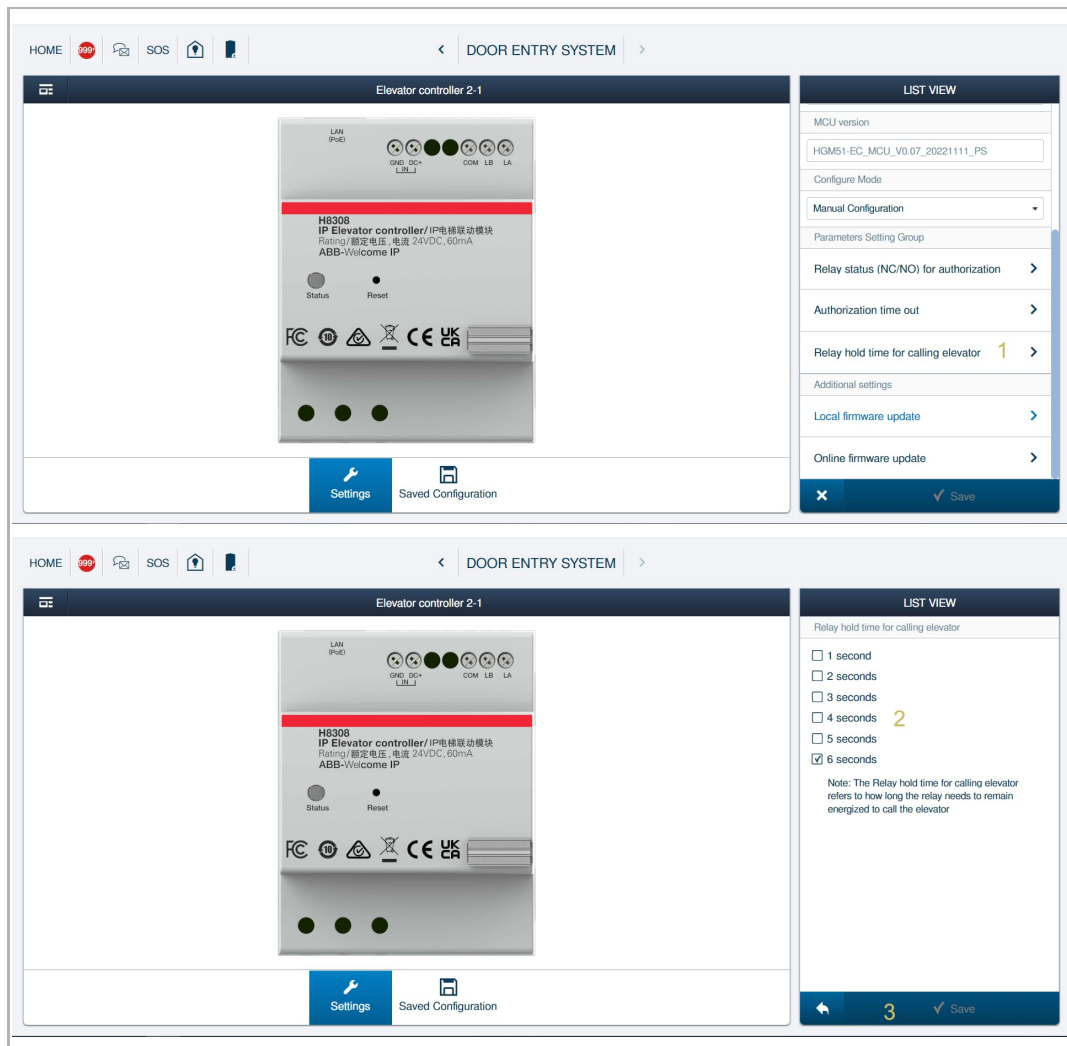 HOME 999+ SOS < DOOR ENTRY SYSTEM >
Elevator controller 2-1
LAN
(PoE)
GND DC+ COM LB LA
IN
H8308
IP Elevator controller/IP电梯联动模块
Rating/额定电压,电流 24VDC,60mA
ABB-Welcome IP
Status Reset
FC 10 CE UK
CA
Settings Saved Configuration
LIST VIEW
MCU version
HGM51-EC_MCU_V0.07_20221111_PS
Configure Mode
Manual Configuration
Parameters Setting Group
Relay status (NC/NO) for authorization
Authorization time out
Relay hold time for calling elevator 1
Additional settings
Local firmware update
Online firmware update
Save
HOME 999+ SOS < DOOR ENTRY SYSTEM >
Elevator controller 2-1
LAN
(PoE)
GND DC+ COM LB LA
IN
H8308
IP Elevator controller/IP电梯联动模块
Rating/额定电压,电流 24VDC,60mA
ABB-Welcome IP
Status Reset
FC 10 CE UK
CA
Settings Saved Configuration
LIST VIEW
Relay hold time for calling elevator
1 second
2 seconds
3 seconds
4 seconds 2
5 seconds
6 seconds
Note: The Relay hold time for calling elevator
refers to how long the relay needs to remain
energized to call the elevator
3 Save